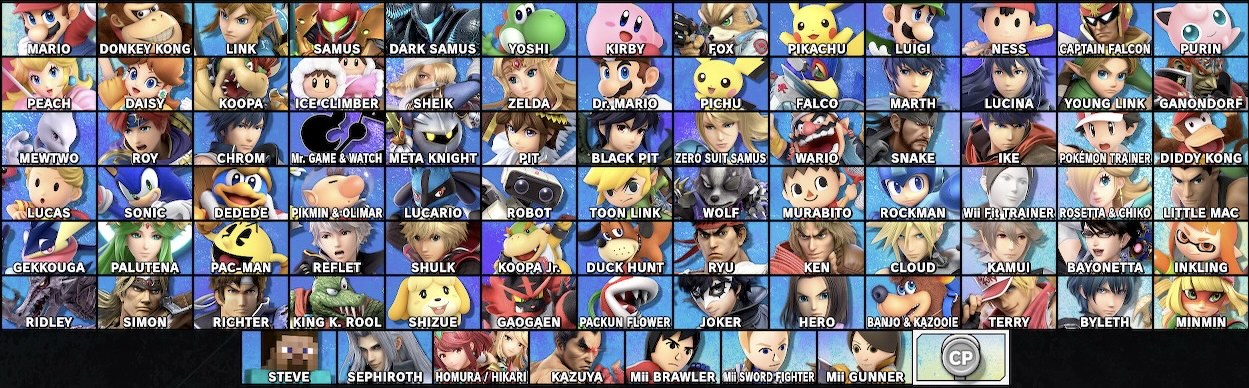 MARIO
DONKEY KONG
LINK
SAMUS
DARK SAMUS
YOSHI
KIRBY
FOX
PIKACHU
LUIGI
NESS
CAPTAIN FALCON
PURIN
PEACH
DAISY
KOOPA
ICE CLIMBER
SHEIK
ZELDA
Dr. MARIO
PICHU
FALCO
MARTH
LUCINA
YOUNG LINK
GANONDORF
MEWTWO
ROY
CHROM
Mr. GAME & WATCH
META KNIGHT
PIT
BLACK PIT
ZERO SUIT SAMUS
WARIO
SNAKE
IKE
POKÉMON TRAINER
DIDDY KONG
LUCAS
SONIC
DEDEDE
PIKMIN & OLIMAR
LUCARIO
ROBOT
TOON LINK
WOLF
MURABITO
ROCKMAN
Wii Fit TRAINER
ROSETTA & CHIKO
LITTLE MAC
GEKKOUGA
PALUTENA
PAC-MAN
REFLET
SHULK
KOOPA Jr.
DUCK HUNT
RYU
KEN
CLOUD
KAMUI
BAYONETTA
INKLING
RIDLEY
SIMON
RICHTER
KING K. ROOL
SHIZUE
GAOGAEN
PACKUN FLOWER
JOKER
HERO
BANJO & KAZOOIE
TERRY
BYLETH
MINMIN
STEVE
SEPHIROTH
HOMURA / HIKARI
KAZUYA
Mii BRAWLER
Mii SWORD FIGHTER
Mii GUNNER
CP